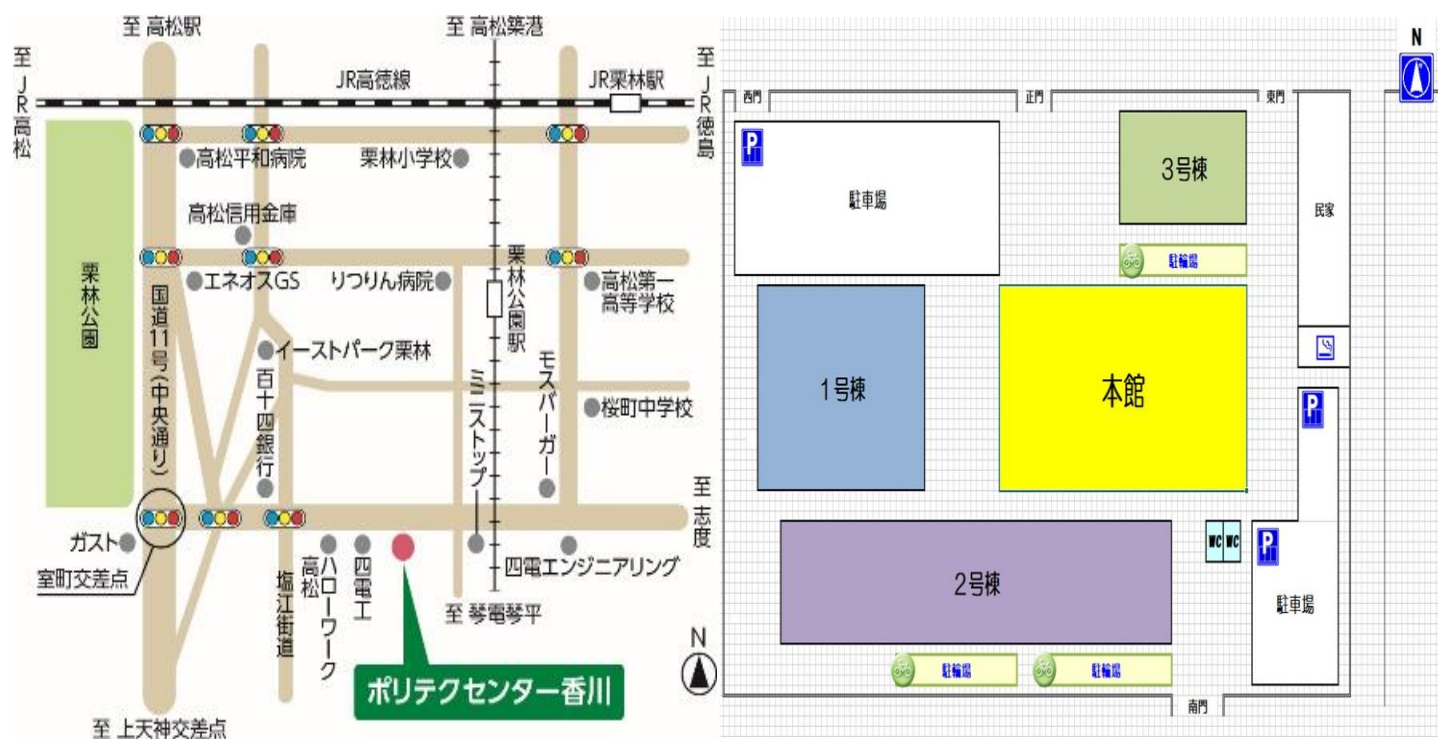 至 高松駅
至 高松築港
至JR高松
JR高徳線
JR栗林駅
至JR徳島
高松平和病院
栗林小学校
高松信用金庫
栗林公園
エネオスGS
りつりん病院
栗林公園駅
高松第一
高等学校
国道11号(中央通り)
イーストパーク栗林
百十四銀行
ミニストップ
モスバーガー
桜町中学校
至 志度
ガスト
室町交差点
塩江街道
ハローワーク
高松
四電工
四電エンジニアリング
至 琴電琴平
ポリテクセンター香川
至 上天神交差点
N
N
西門
正門
東門
P
駐車場
3号棟
民家
駐輪場
1号棟
本館
P
WC
WC
P
2号棟
駐車場
駐輪場
駐輪場
南門